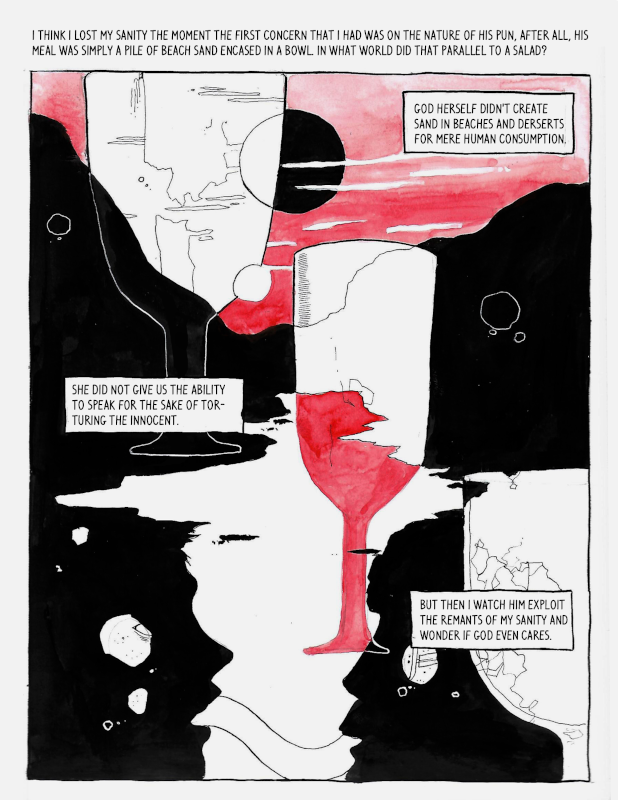 I THINK I LOST MY SANITY THE MOMENT THE FIRST CONCERN THAT I HAD WAS ON THE NATURE OF HIS PUN, AFTER ALL, HIS
MEAL WAS SIMPLY A PILE OF BEACH SAND ENCASED IN A BOWL. IN WHAT WORLD DID THAT PARALLEL TO A SALAD?
GOD HERSELF DIDN'T CREATE
SAND IN BEACHES AND DERSERTS
FOR MERE HUMAN CONSUMPTION.
SHE DID NOT GIVE US THE ABILITY
TO SPEAK FOR THE SAKE OF TOR-
TURING THE INNOCENT.
BUT THEN I WATCH HIM EXPLOIT
THE REMANTS OF MY SANITY AND
WONDER IF GOD EVEN CARES.